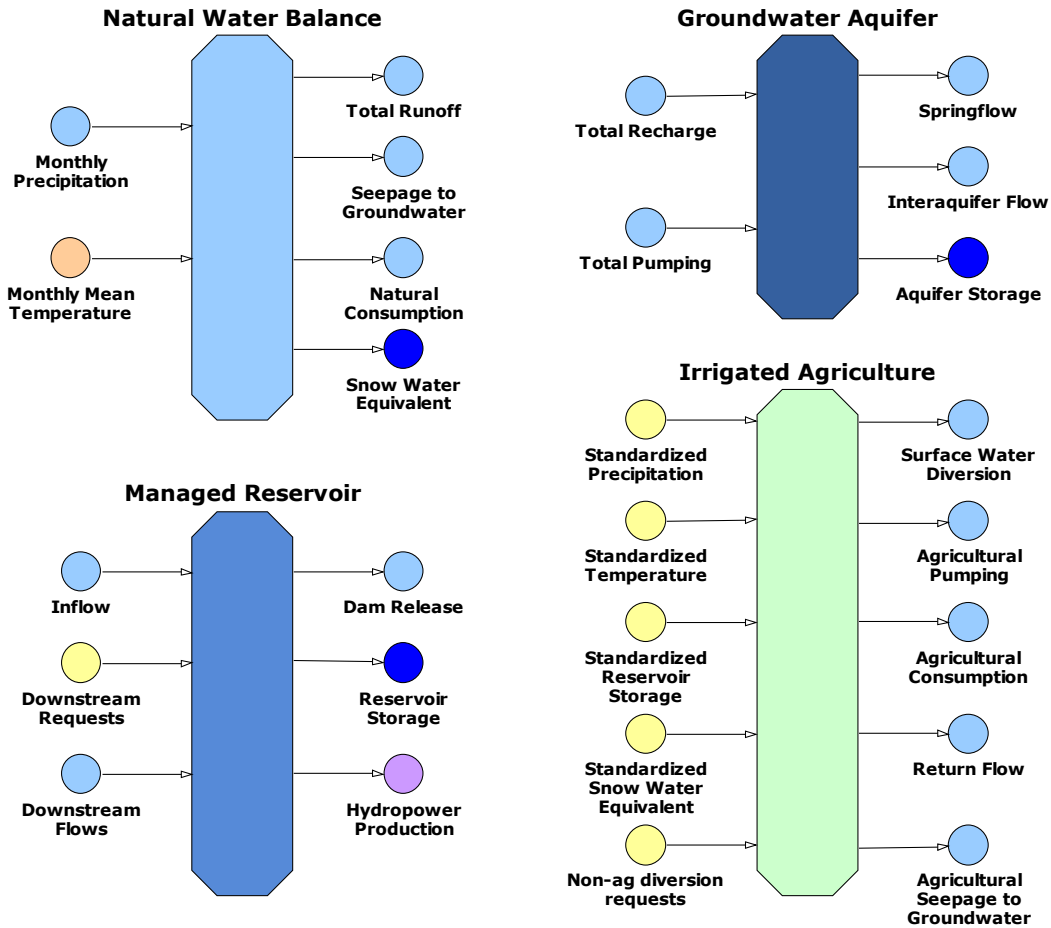 Natural Water Balance
Monthly
Precipitation
Monthly Mean
Temperature
Total Runoff
Seepage to
Groundwater
Natural
Consumption
Snow Water
Equivalent
Groundwater Aquifer
Total Recharge
Total Pumping
Springflow
Interaquifer Flow
Aquifer Storage
Managed Reservoir
Inflow
Downstream
Requests
Downstream
Flows
Dam Release
Reservoir
Storage
Hydropower
Production
Irrigated Agriculture
Standardized
Precipitation
Standardized
Temperature
Standardized
Reservoir
Storage
Standardized
Snow Water
Equivalent
Non-ag diversion
requests
Surface Water
Diversion
Agricultural
Pumping
Agricultural
Consumption
Return Flow
Agricultural
Seepage to
Groundwater